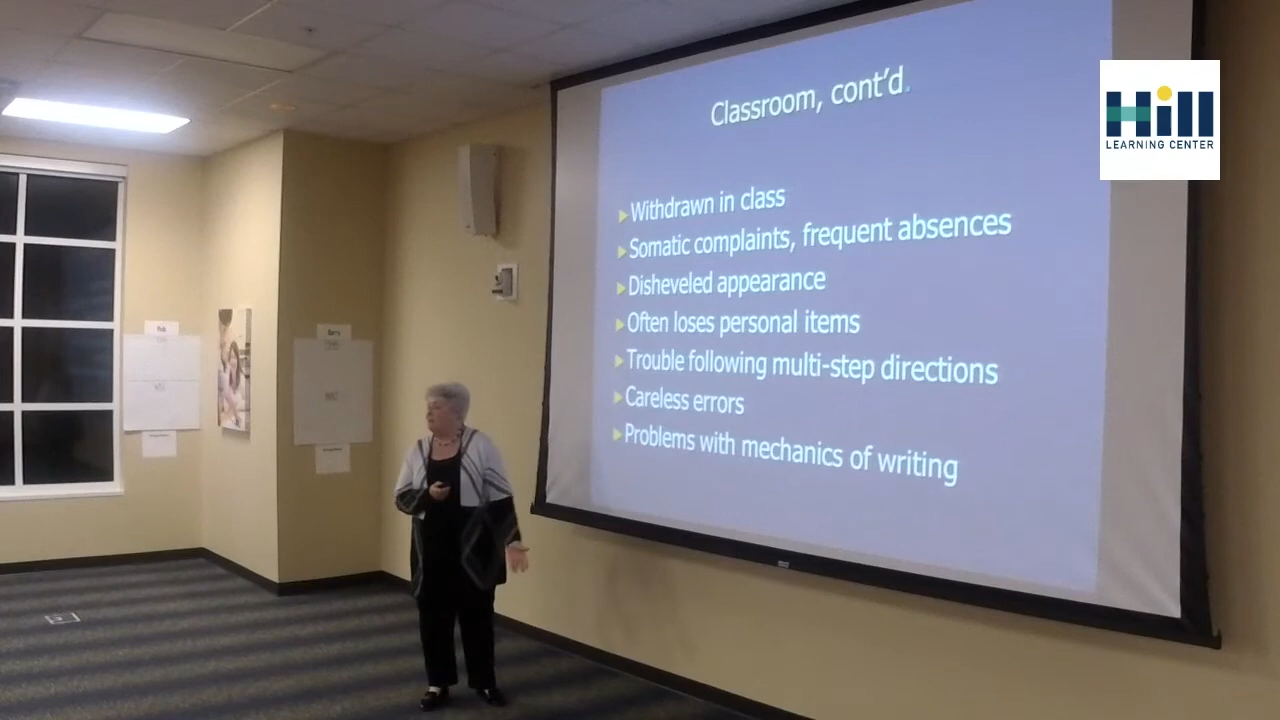 Classroom, cont’d.
Withdrawn in class
Somatic complaints, frequent absences
Disheveled appearance
Often loses personal items
Trouble following multi-step directions
Careless errors
Problems with mechanics of writing
Hill
LEARNING CENTER